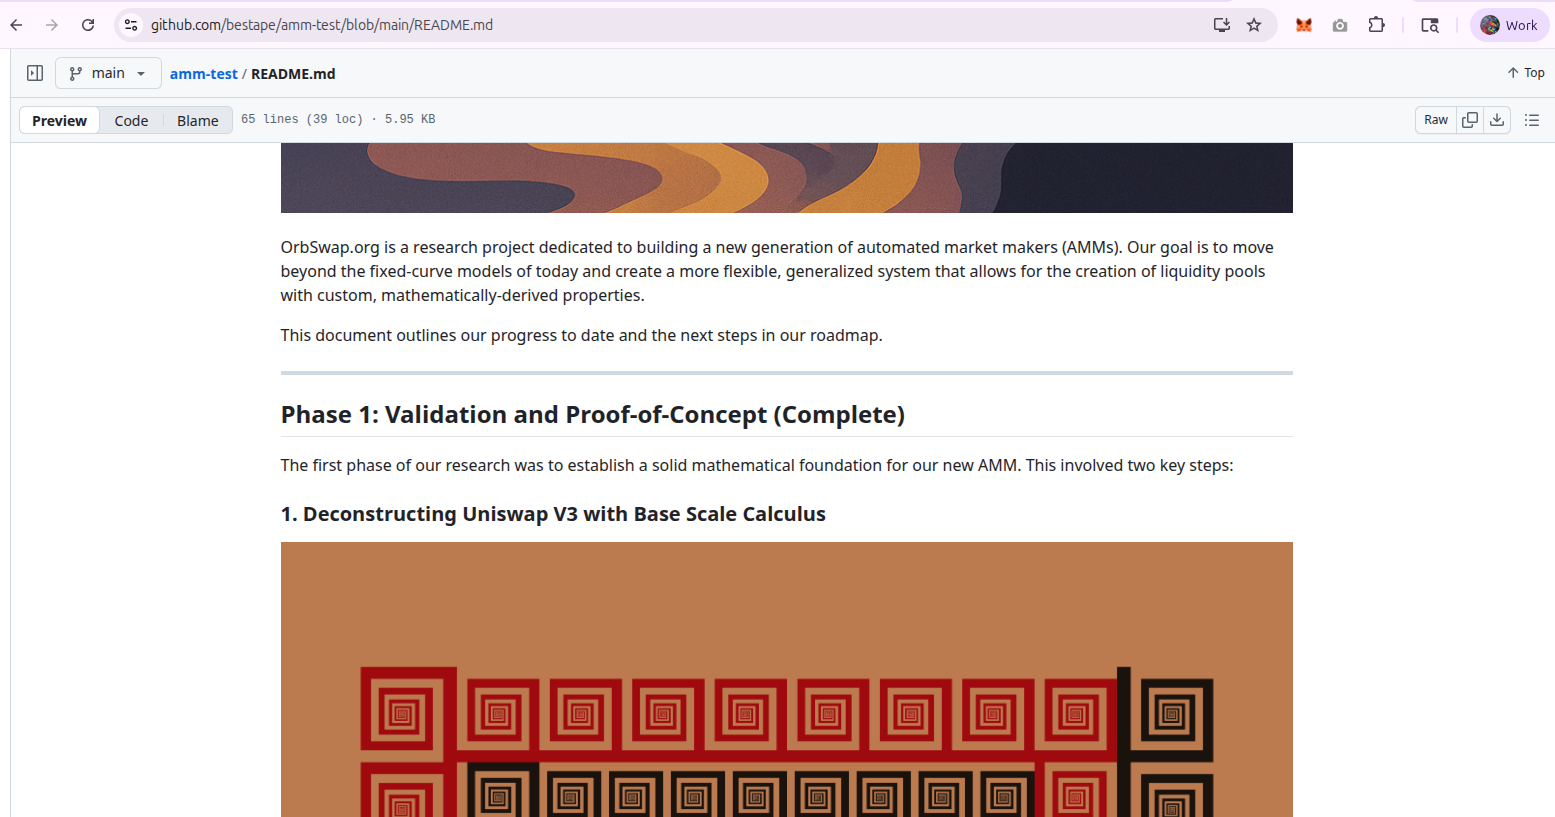 github.com/bestape/amm-test/blob/main/README.md
Work
main
amm-test / README.md
Top
Preview Code Blame 65 lines (39 loc) · 5.95 KB
Raw
OrbSwap.org is a research project dedicated to building a new generation of automated market makers (AMMs). Our goal is to move
beyond the fixed-curve models of today and create a more flexible, generalized system that allows for the creation of liquidity pools
with custom, mathematically-derived properties.
This document outlines our progress to date and the next steps in our roadmap.
Phase 1: Validation and Proof-of-Concept (Complete)
The first phase of our research was to establish a solid mathematical foundation for our new AMM. This involved two key steps:
1. Deconstructing Uniswap V3 with Base Scale Calculus